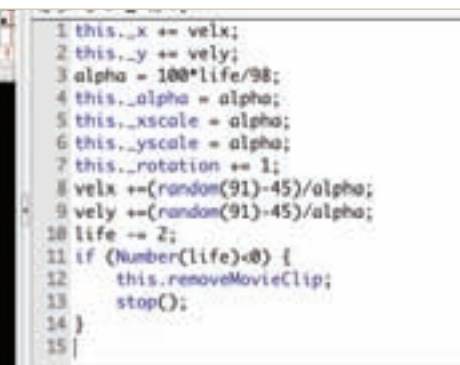 1 this._x += velx;
2 this._y += vely;
3 alpha = 100*life/98;
4 this._alpha = alpha;
5 this._xscale = alpha;
6 this._yscale = alpha;
7 this._rotation += 1;
8 velx +=(random(91)-45)/alpha;
9 vely +=(random(91)-45)/alpha;
10 life -= 2;
11 if (Number(life)<0) {
12 this.removeMovieClip;
13 stop();
14 }
15